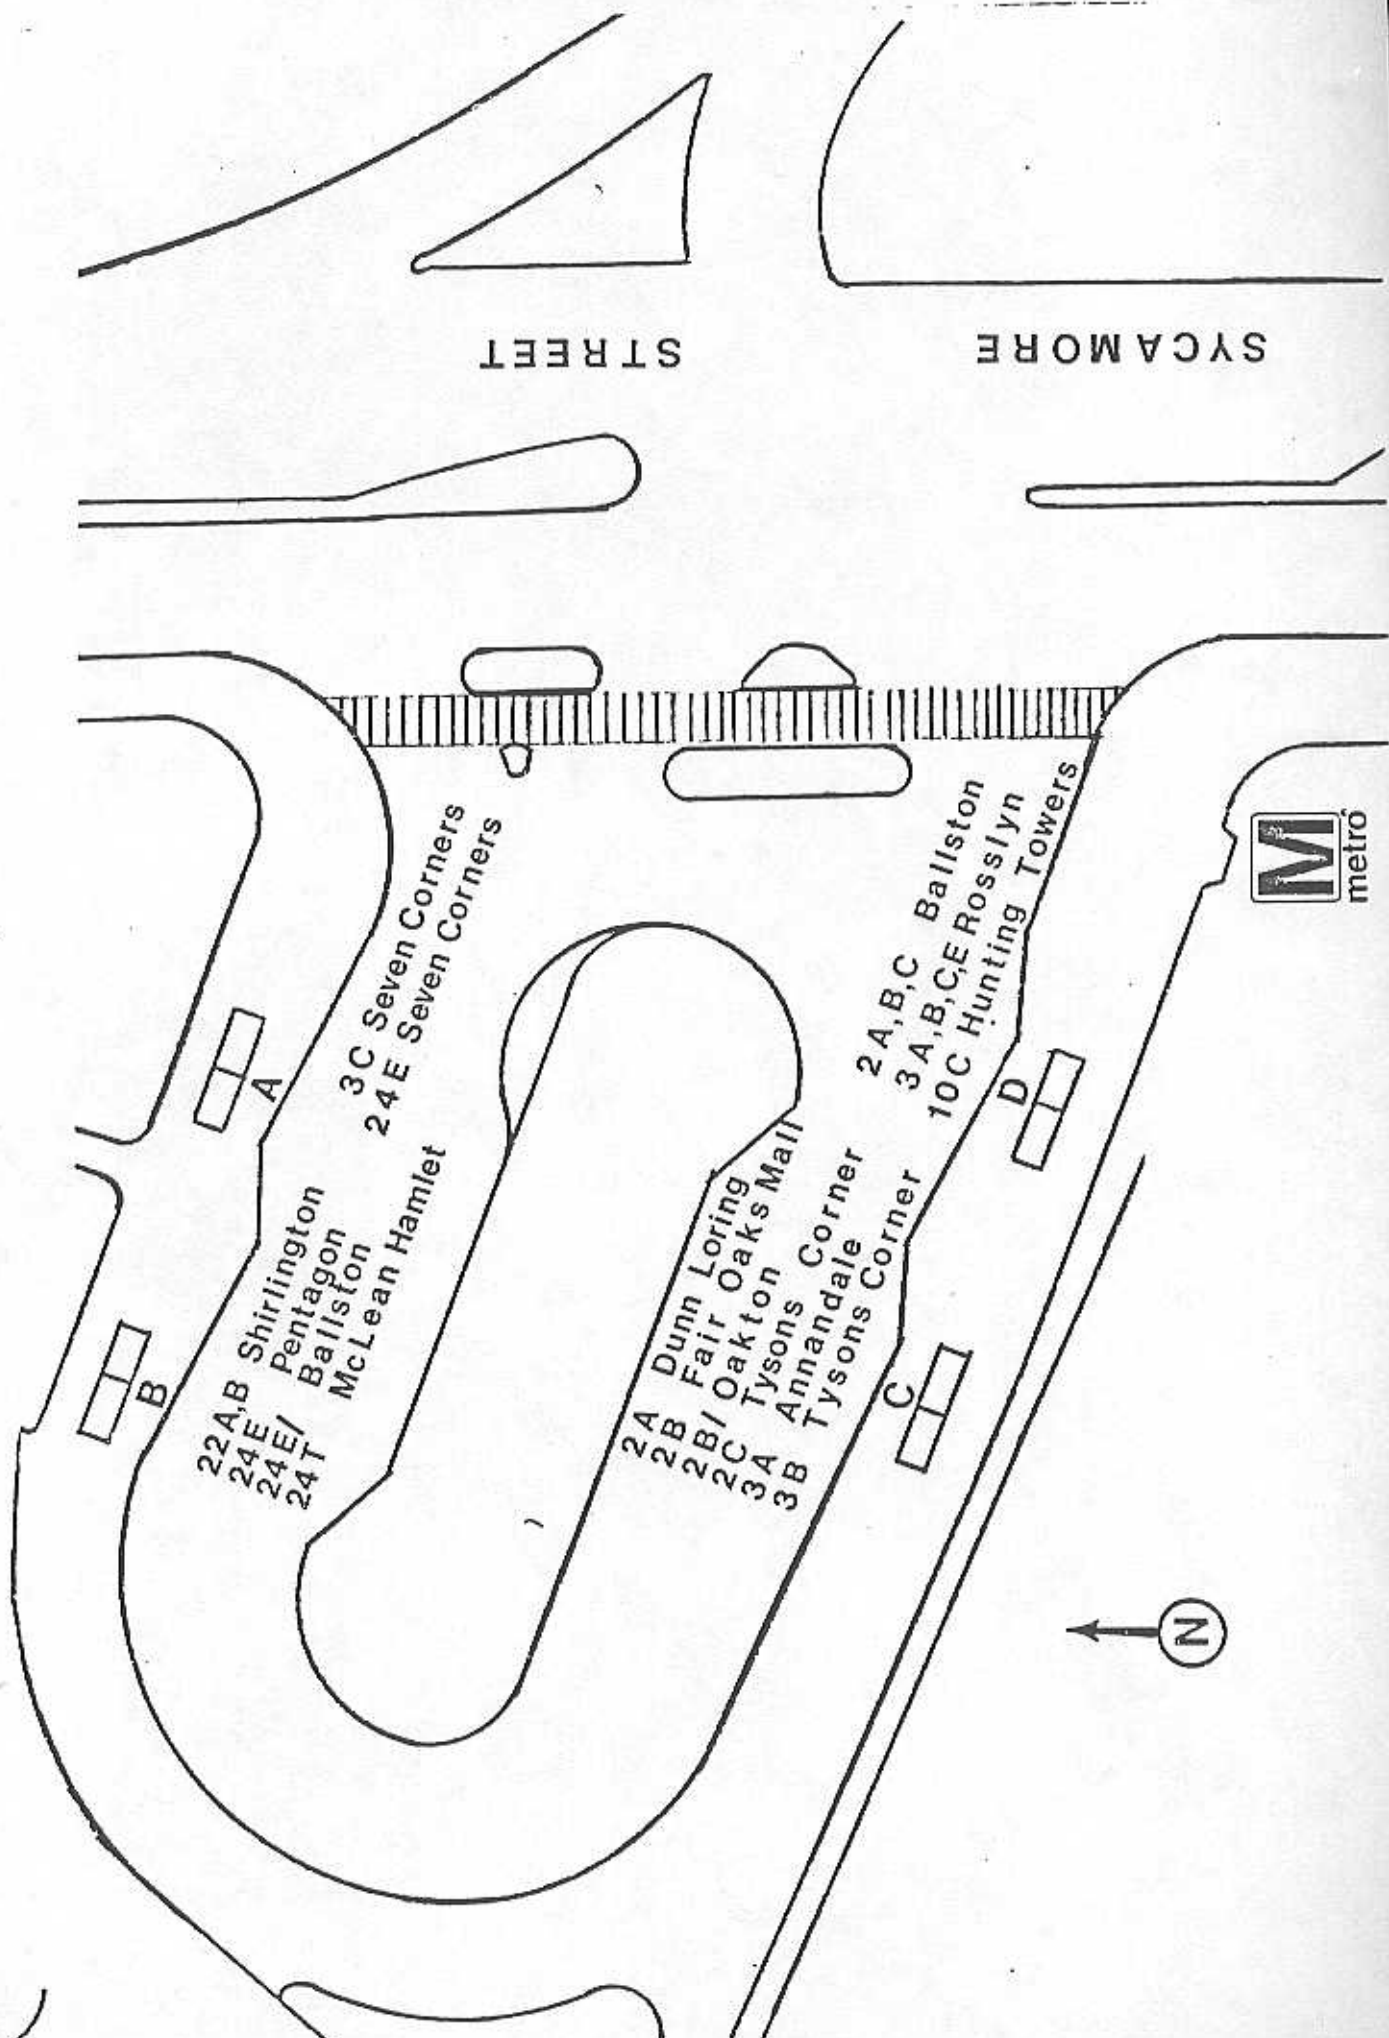 SYCAMORE STREET
A
3C Seven Corners
24E Seven Corners
B
22A,B Shirlington
24E Pentagon
24E/ Ballston
24T McLean Hamlet
C
2A Dunn Loring
2B Fair Oaks Mall
2B/ Oakton
2C Tysons Corner
3A Annandale
3B Tysons Corner
D
2A,B,C Ballston
3A,B,C,E Rosslyn
10C Hunting Towers
M
metro
N